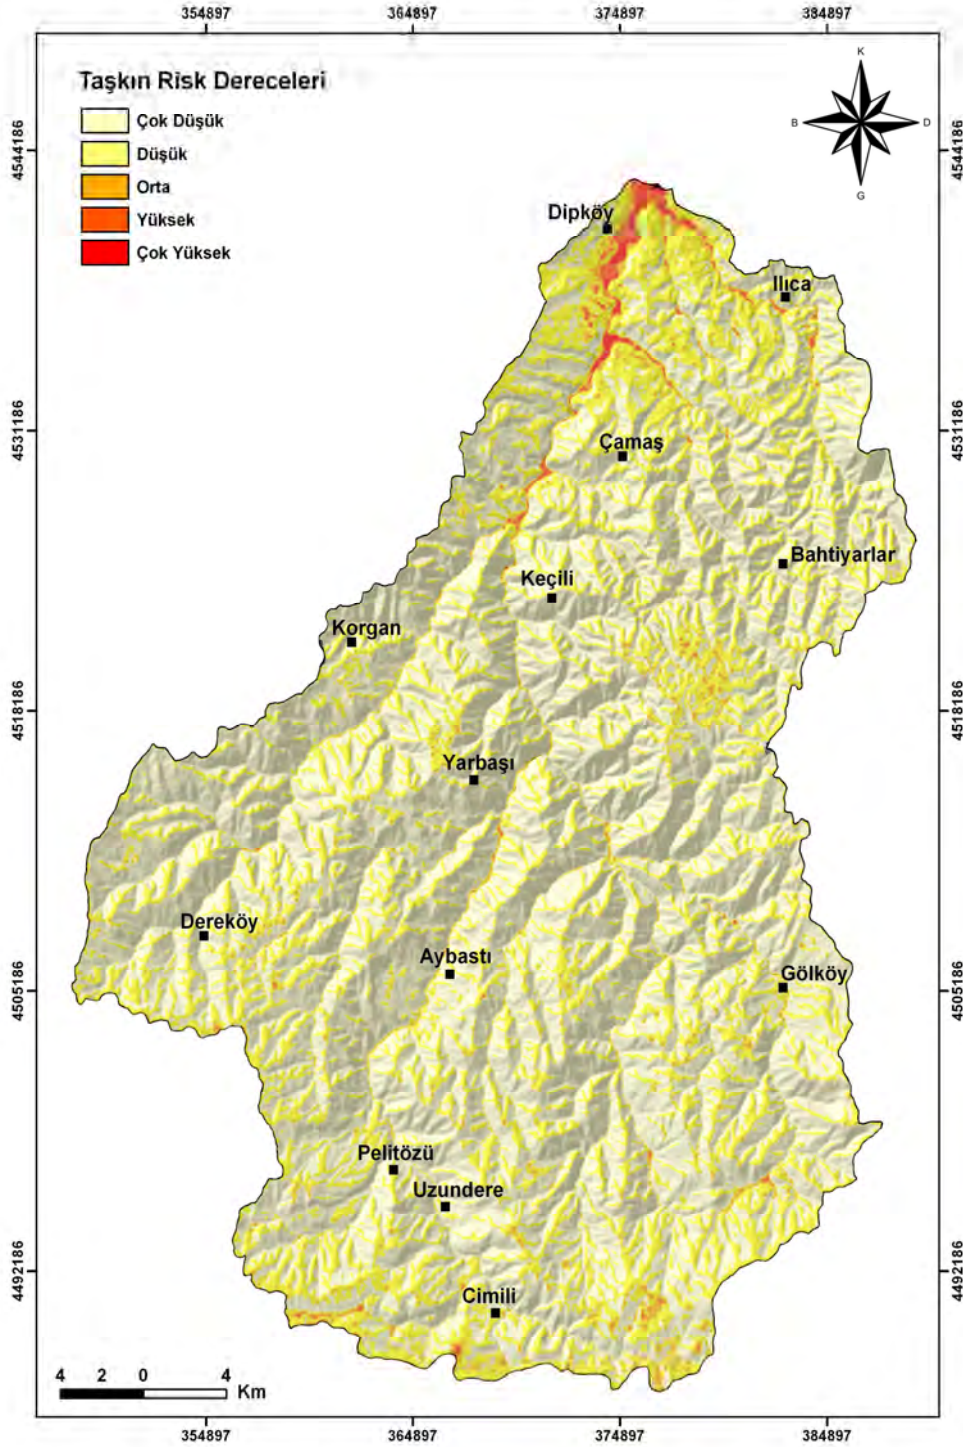 354897
364897
374897
384897
Taşkın Risk Dereceleri
Çok Düşük
Düşük
Orta
Yüksek
Çok Yüksek
K
B
D
G
4544186
4544186
Dipköy
Ilıca
4531186
4531186
Çamaş
Bahtiyarlar
Keçili
Korgan
4518186
4518186
Yarbaşı
Dereköy
Aybastı
Gölköy
4505186
4505186
Pelitözü
Uzundere
4492186
4492186
Cimili
4 2 0 4
Km
354897
364897
374897
384897